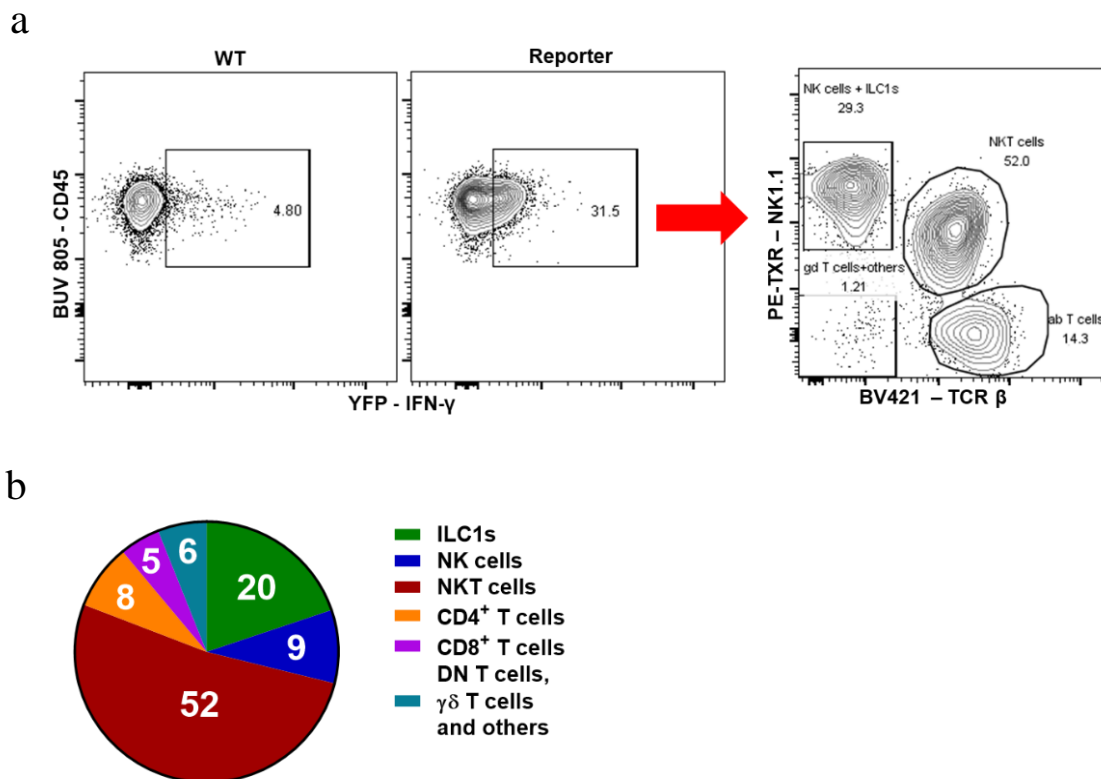 a
WT
Reporter
BUV 805 - CD45
4.80
31.5
YFP - IFN-γ
PE-TXR – NK1.1
NK cells + ILC1s
29.3
NKT cells
52.0
gd T cells+others
1.21
ab T cells
14.3
BV421 – TCR β
b
20
9
52
8
5
6
ILC1s
NK cells
NKT cells
CD4⁺ T cells
CD8⁺ T cells
DN T cells,
γδ T cells
and others